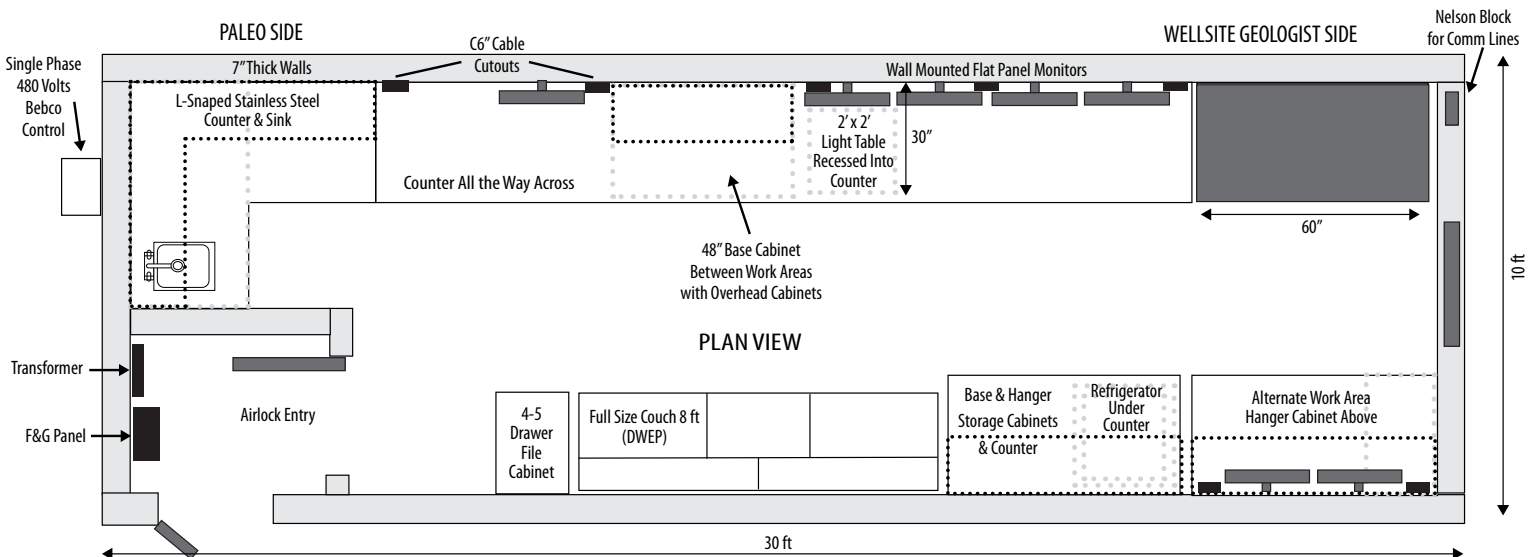 PALEO SIDE
C6" Cable
Cutouts
WELLSITE GEOLOGIST SIDE
Nelson Block
for Comm Lines
Single Phase
480 Volts
Bebco
Control
7" Thick Walls
Wall Mounted Flat Panel Monitors
L-Snaped Stainless Steel
Counter & Sink
2' x 2'
Light Table
Recessed Into
Counter
30"
Counter All the Way Across
60"
48" Base Cabinet
Between Work Areas
with Overhead Cabinets
10 ft
PLAN VIEW
Transformer
Airlock Entry
F&G Panel
4-5
Drawer
File
Cabinet
Full Size Couch 8 ft
(DWEP)
Base & Hanger
Storage Cabinets
& Counter
Refrigerator
Under
Counter
Alternate Work Area
Hanger Cabinet Above
30 ft